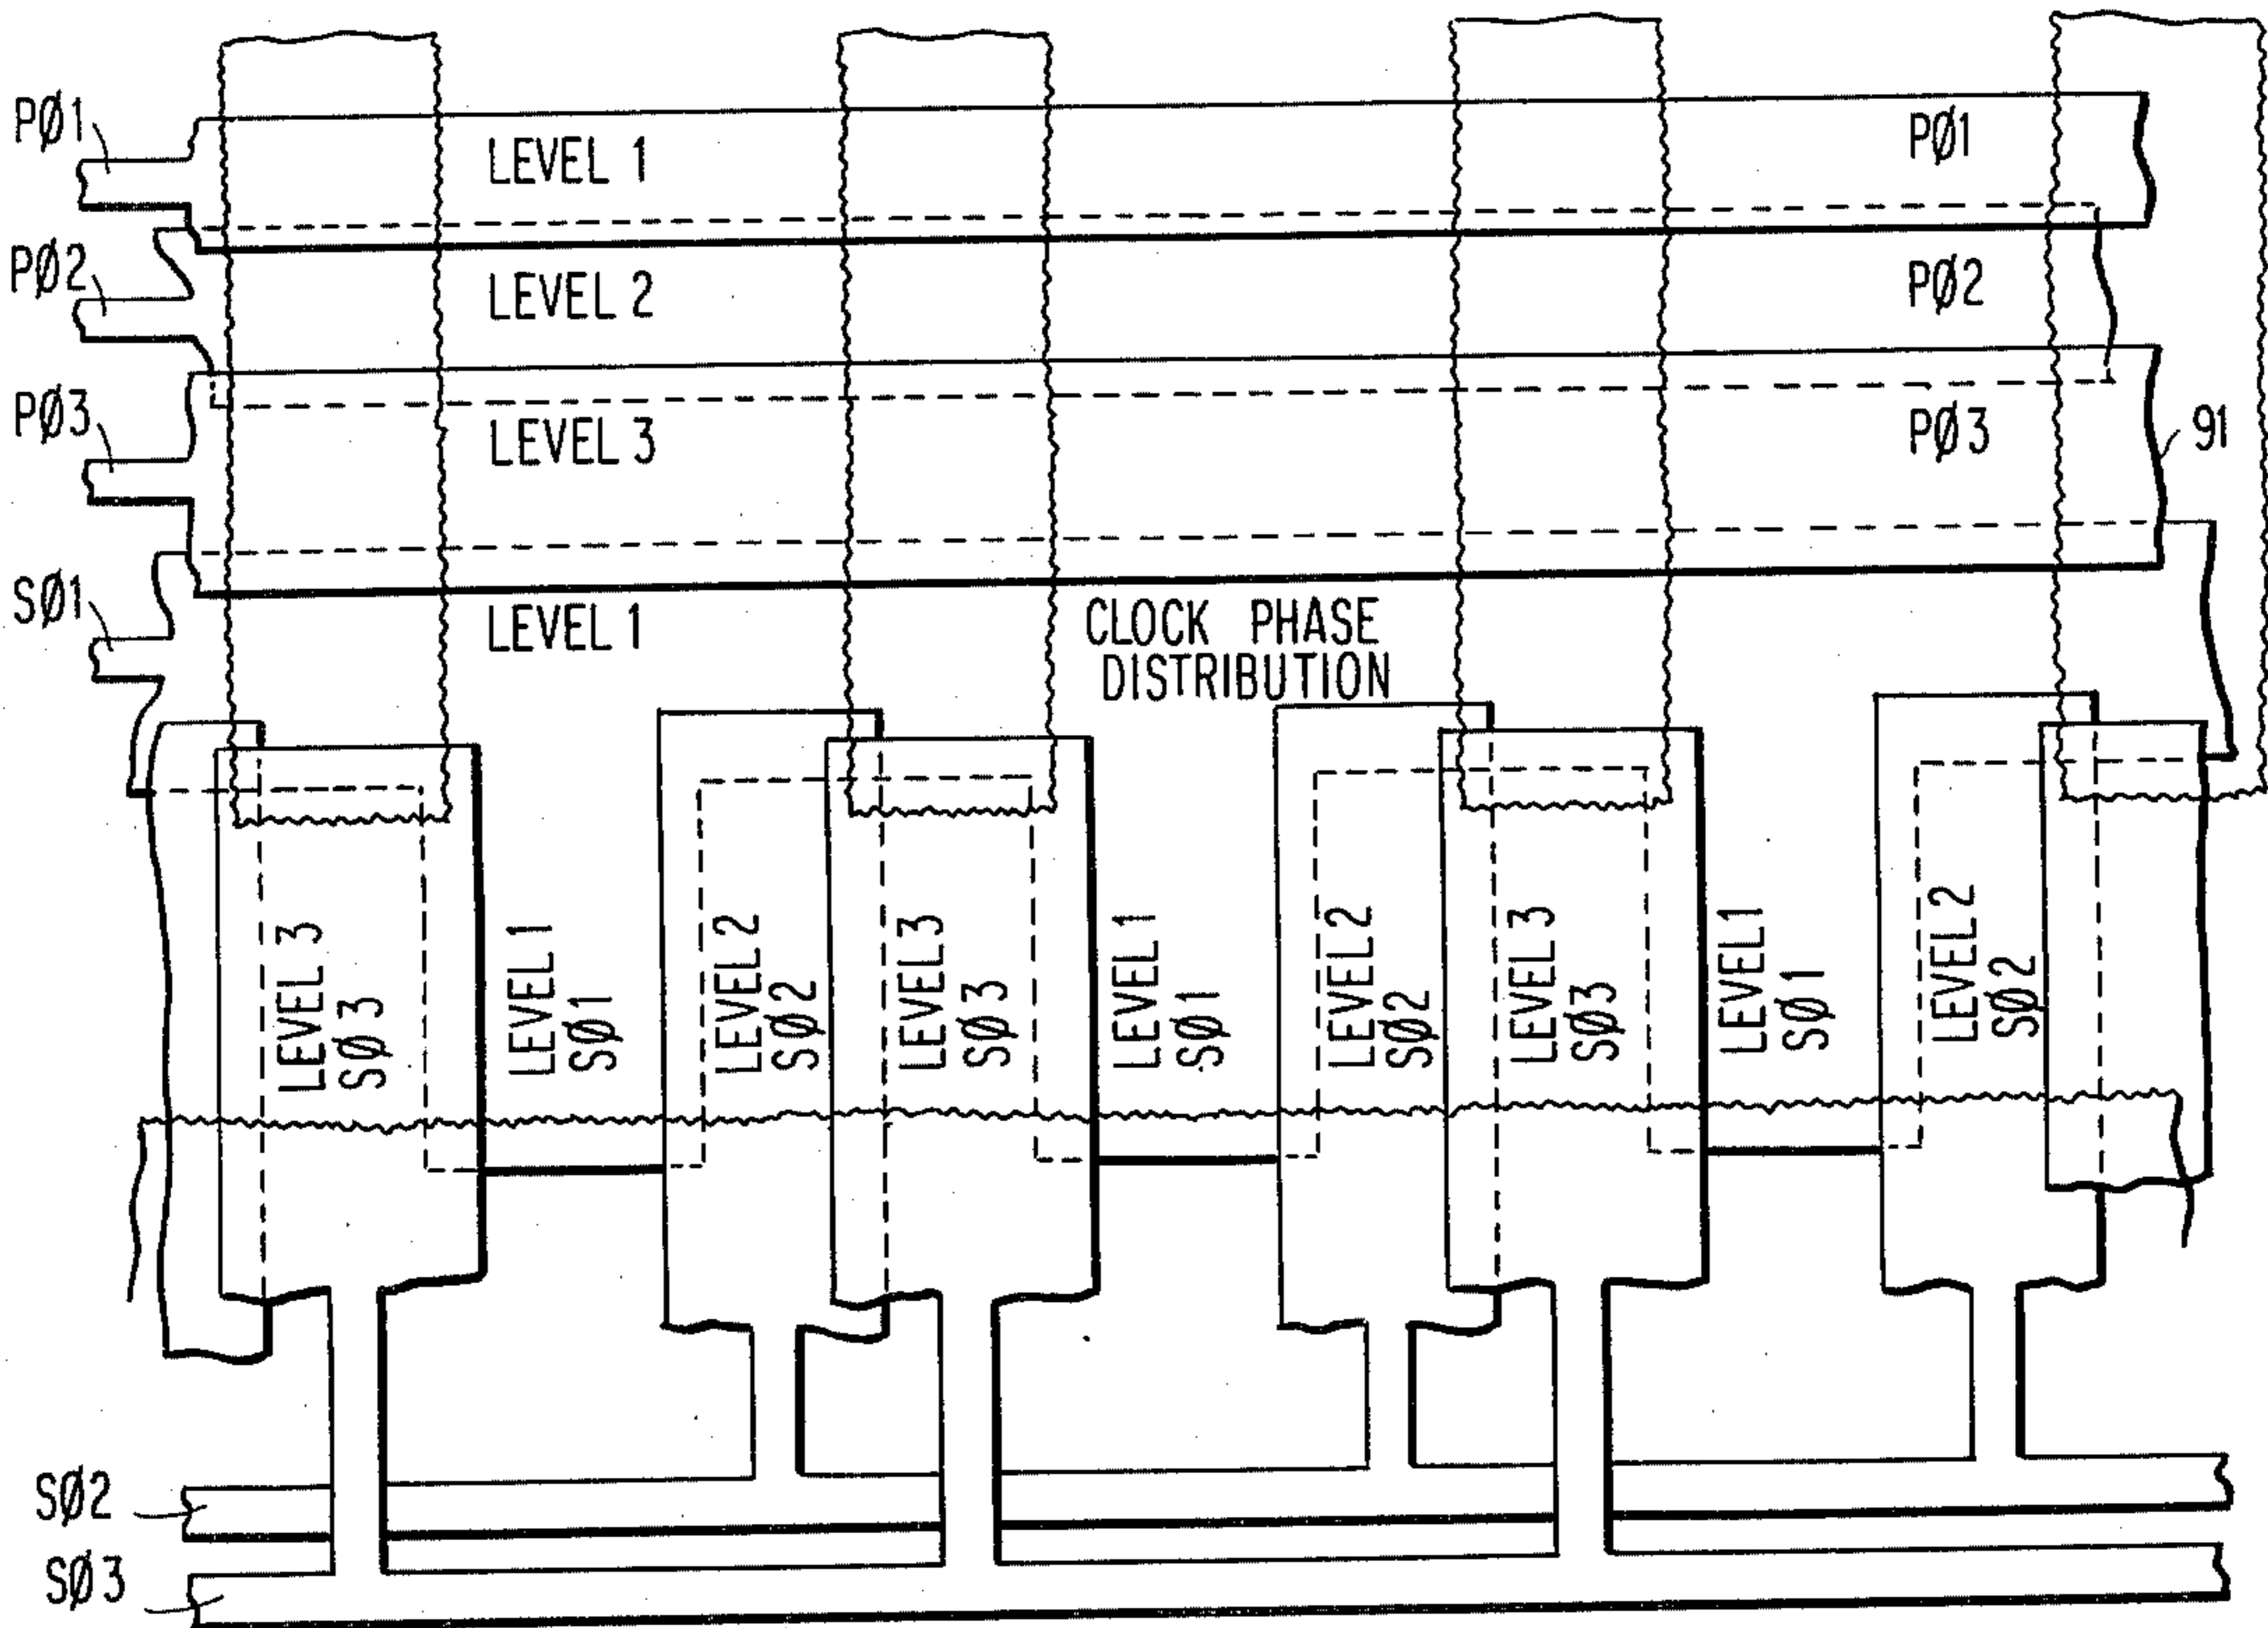 PØ1
LEVEL 1
PØ1
PØ2
LEVEL 2
PØ2
PØ3
LEVEL 3
PØ3
91
SØ1
LEVEL 1
CLOCK PHASE
DISTRIBUTION
LEVEL 3
SØ3
LEVEL 1
SØ1
LEVEL 2
SØ2
LEVEL 3
SØ3
LEVEL 1
SØ1
LEVEL 2
SØ2
LEVEL 3
SØ3
LEVEL 1
SØ1
LEVEL 2
SØ2
SØ2
SØ3